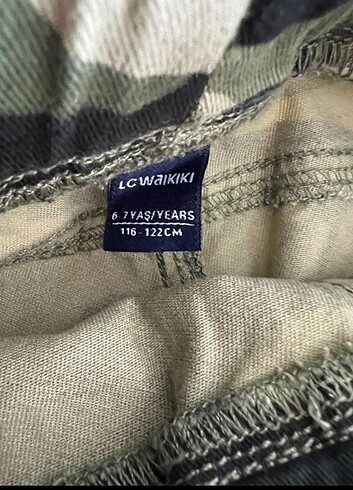 LC WAIKIKI
6-7 YAŞ/YEARS
116-122CM